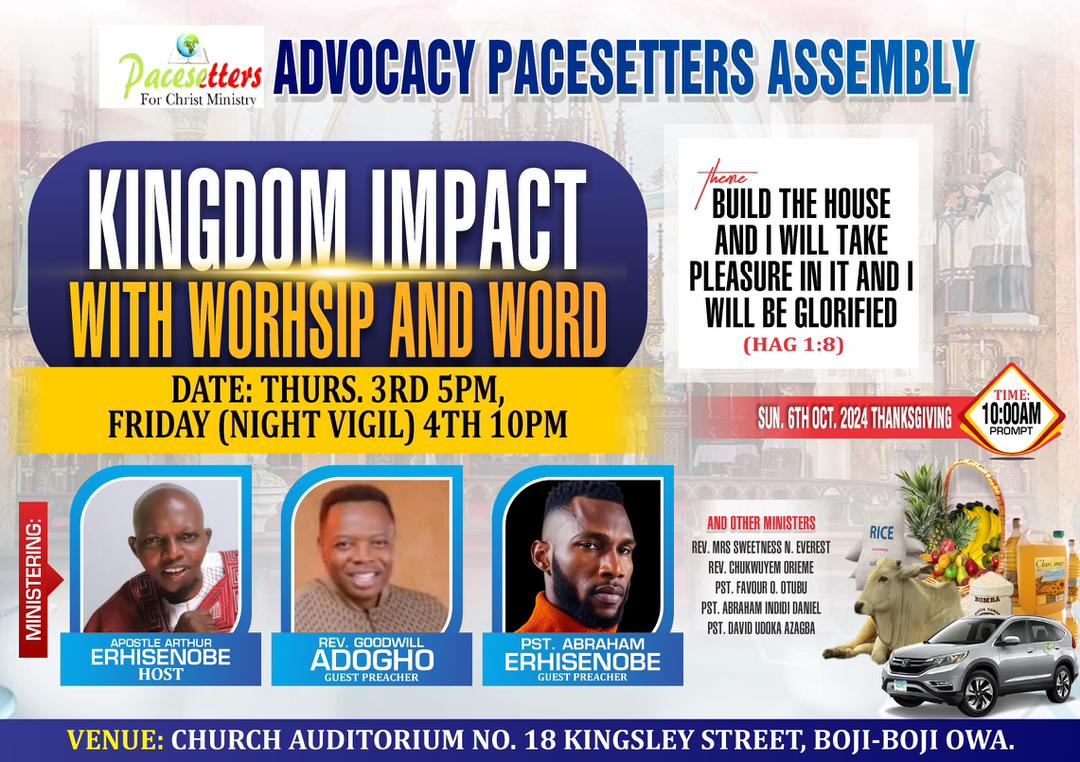 Pacesetters
For Christ Ministry
ADVOCACY PACESETTERS ASSEMBLY
KINGDOM IMPACT
WITH WORHSIP AND WORD
DATE: THURS. 3RD 5PM,
FRIDAY (NIGHT VIGIL) 4TH 10PM
theme
BUILD THE HOUSE
AND I WILL TAKE
PLEASURE IN IT AND I
WILL BE GLORIFIED
(HAG 1:8)
SUN. 6TH OCT. 2024 THANKSGIVING
TIME:
10:00AM
PROMPT
MINISTERING:
APOSTLE ARTHUR
ERHISENOBE
HOST
REV. GOODWILL
ADOGHO
GUEST PREACHER
PST. ABRAHAM
ERHISENOBE
GUEST PREACHER
AND OTHER MINISTERS
REV. MRS SWEETNESS N. EVEREST
REV. CHUKWUYEM ORIEME
PST. FAVOUR O. OTUBU
PST. ABRAHAM INDIDI DANIEL
PST. DAVID UDOKA AZAGBA
RICE
BOMBA
VENUE: CHURCH AUDITORIUM NO. 18 KINGSLEY STREET, BOJI-BOJI OWA.